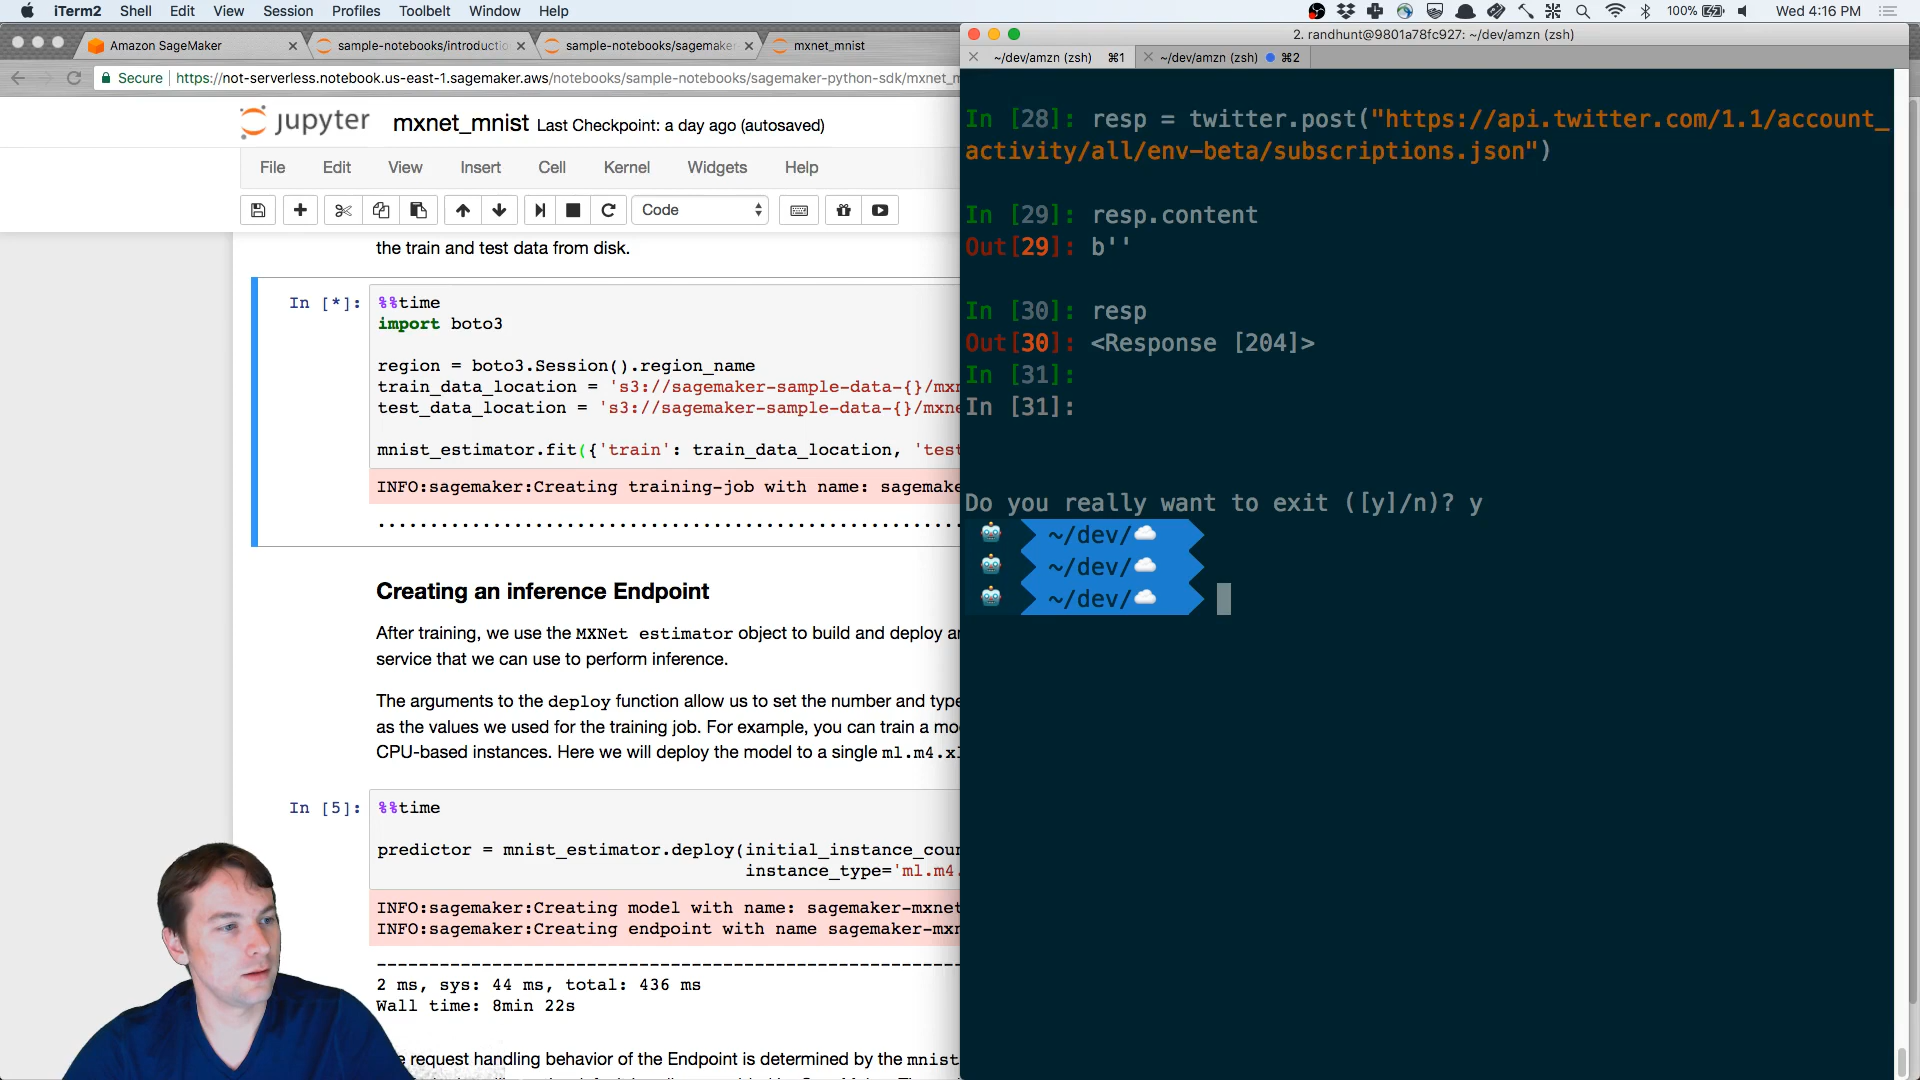 iTerm2 Shell Edit View Session Profiles Toolbelt Window Help 100% Wed 4:16 PM
Amazon SageMaker
sample-notebooks/introductio
sample-notebooks/sagemaker-
mxnet_mnist
2. randhunt@9801a78fc927: ~/dev/amzn (zsh)
Secure https://not-serverless.notebook.us-east-1.sagemaker.aws/notebooks/sample-notebooks/sagemaker-python-sdk/mxnet_m
~/dev/amzn (zsh) ⌘1
~/dev/amzn (zsh) ⌘2
jupyter mxnet_mnist Last Checkpoint: a day ago (autosaved)
File Edit View Insert Cell Kernel Widgets Help
Code
the train and test data from disk.
In [*]: %%time
import boto3
region = boto3.Session().region_name
train_data_location = 's3://sagemaker-sample-data-{}/mxn
test_data_location = 's3://sagemaker-sample-data-{}/mxne
mnist_estimator.fit({'train': train_data_location, 'test
INFO:sagemaker:Creating training-job with name: sagemake
........................................................
Creating an inference Endpoint
After training, we use the MXNet estimator object to build and deploy an
service that we can use to perform inference.
The arguments to the deploy function allow us to set the number and type
as the values we used for the training job. For example, you can train a mod
CPU-based instances. Here we will deploy the model to a single ml.m4.xl
In [5]: %%time
predictor = mnist_estimator.deploy(initial_instance_coun
instance_type='ml.m4.
INFO:sagemaker:Creating model with name: sagemaker-mxnet
INFO:sagemaker:Creating endpoint with name sagemaker-mxn
--------------------------------------------------------
2 ms, sys: 44 ms, total: 436 ms
Wall time: 8min 22s
request handling behavior of the Endpoint is determined by the mnist
In [28]: resp = twitter.post("https://api.twitter.com/1.1/account_
activity/all/env-beta/subscriptions.json")
In [29]: resp.content
Out[29]: b''
In [30]: resp
Out[30]: <Response [204]>
In [31]:
In [31]:
Do you really want to exit ([y]/n)? y
🤖 ~/dev/☁️
🤖 ~/dev/☁️
🤖 ~/dev/☁️